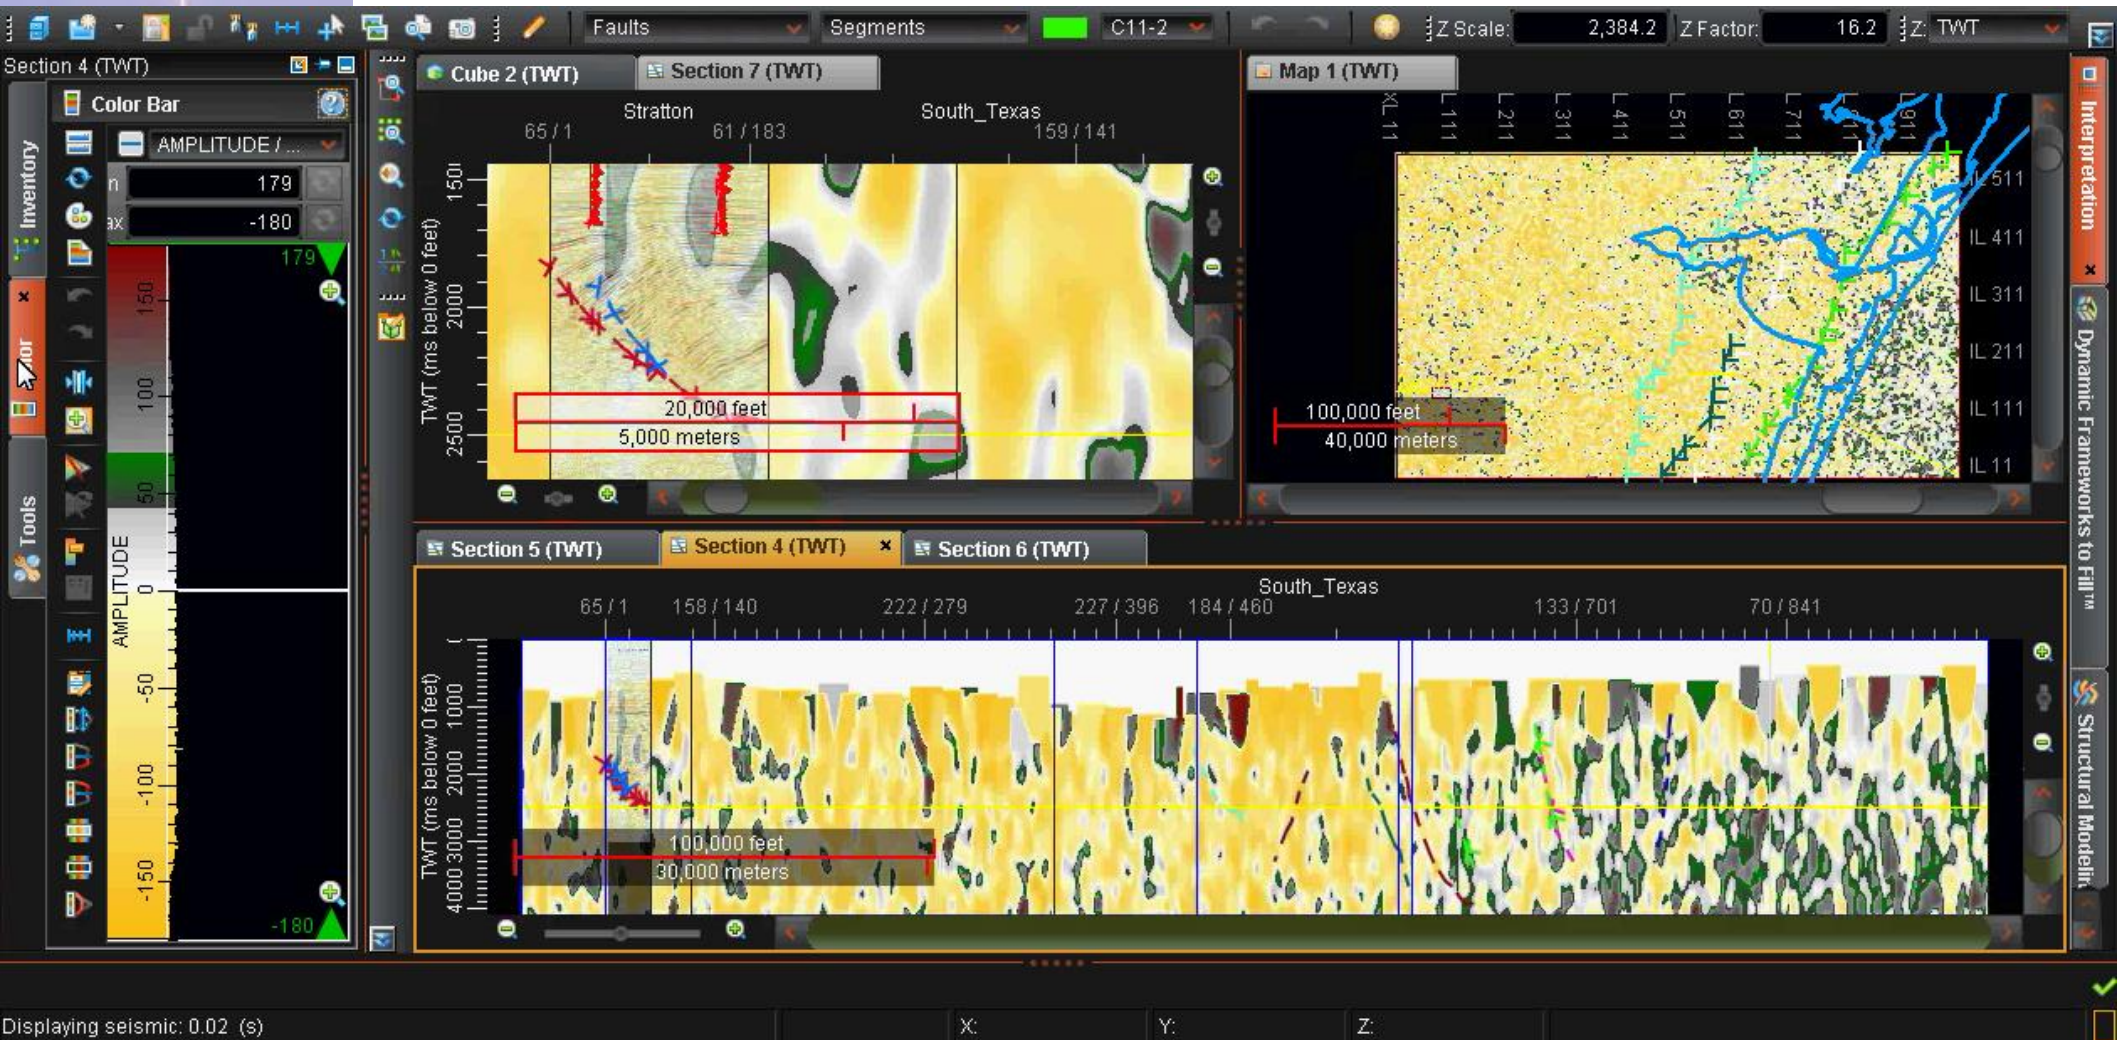 Faults
Segments
C11-2
Z Scale:
2,384.2
Z Factor:
16.2
Z:
TWT
Section 4 (TWT)
Inventory
Tools
Color Bar
AMPLITUDE / ...
n
179
ax
-180
179
150
100
50
0
-50
-100
-150
AMPLITUDE
-180
Cube 2 (TWT)
Section 7 (TWT)
Stratton
South_Texas
65 / 1
61 / 183
159 / 141
TWT (ms below 0 feet)
2000
2500
20,000 feet
5,000 meters
Map 1 (TWT)
XL 11
L 111
L 211
L 311
L 411
L 511
L 611
L 711
L 911
IL 511
IL 411
IL 311
IL 211
IL 111
IL 11
100,000 feet
40,000 meters
Section 5 (TWT)
Section 4 (TWT)
Section 6 (TWT)
South_Texas
65 / 1
158 / 140
222 / 279
227 / 396
184 / 460
133 / 701
70 / 841
TWT (ms below 0 feet)
1000
2000
3000
4000
100,000 feet
30,000 meters
Interpretation
Dynamic Frameworks to Fill™
Structural Modelin
Displaying seismic: 0.02 (s)
X:
Y:
Z: